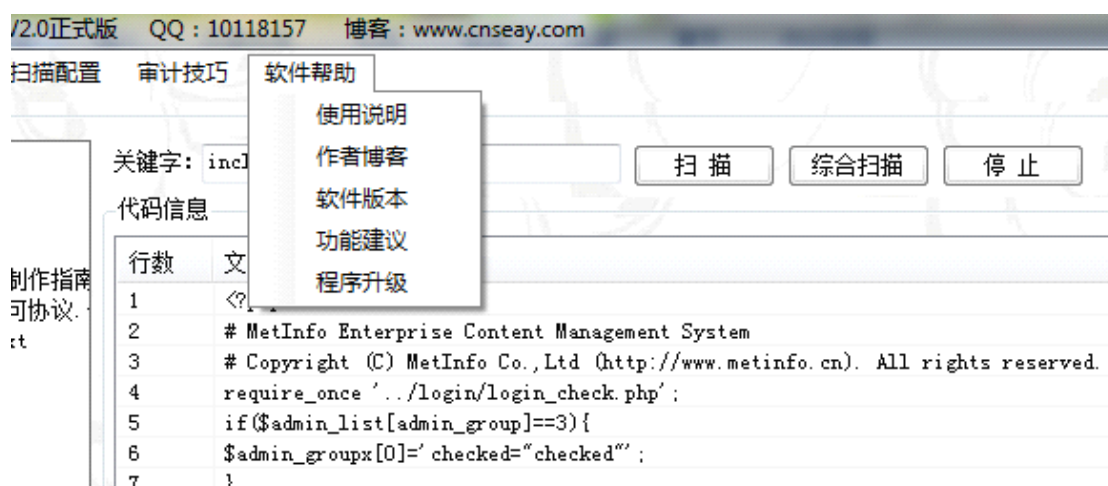 V2.0正式版 QQ：10118157 博客：www.cnseay.com
扫描配置 审计技巧 软件帮助
使用说明
作者博客
软件版本
功能建议
程序升级
关键字： incl 扫 描 综合扫描 停 止
代码信息
行数 文
制作指南
可协议.
1 <?
2 # MetInfo Enterprise Content Management System
3 # Copyright (C) MetInfo Co.,Ltd (http://www.metinfo.cn). All rights reserved.
4 require_once '../login/login_check.php';
5 if($admin_list[admin_group]==3){
6 $admin_groupx[0]='checked="checked"';
7 }